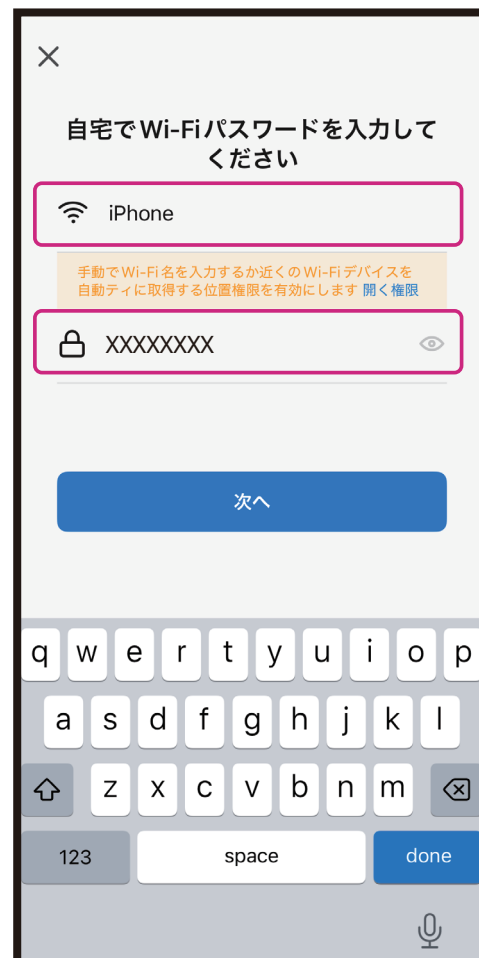 自宅でWi-Fiパスワードを入力して
ください
iPhone
手動でWi-Fi名を入力するか近くのWi-Fiデバイスを
自動ティに取得する位置権限を有効にします 開く権限
XXXXXXXX
次へ
q w e r t y u i o p
a s d f g h j k l
z x c v b n m
123 space done